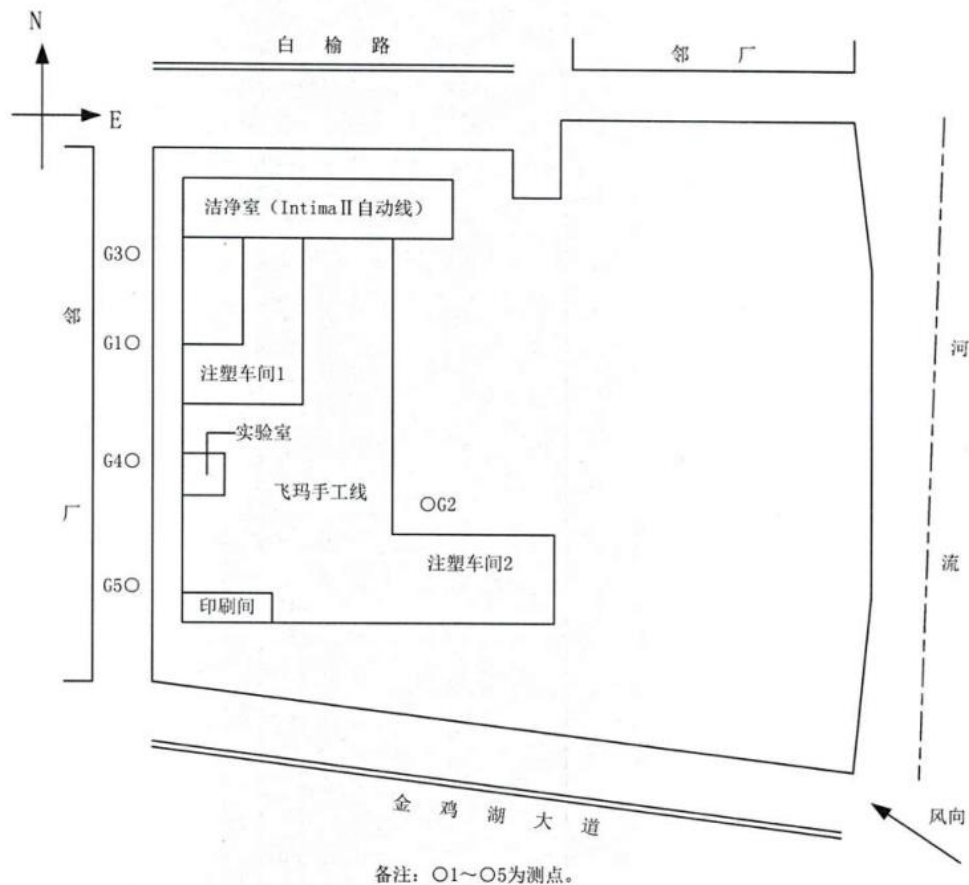 N
白榆路
邻厂
E
洁净室（IntimaⅡ自动线）
G3○
邻
G1○
河
注塑车间1
实验室
G4○
飞玛手工线
○G2
厂
注塑车间2
流
G5○
印刷间
金鸡湖大道
风向
备注：○1～○5为测点。